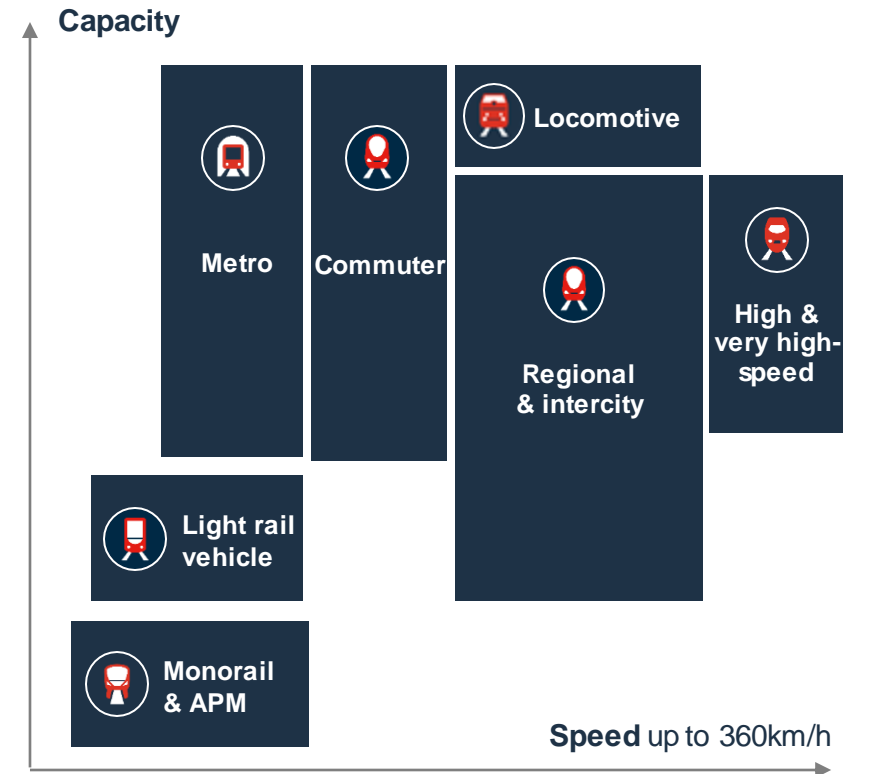 Capacity
Locomotive
Metro
Commuter
High &
very high-
speed
Regional
& intercity
Light rail
vehicle
Monorail
& APM
Speed up to 360km/h